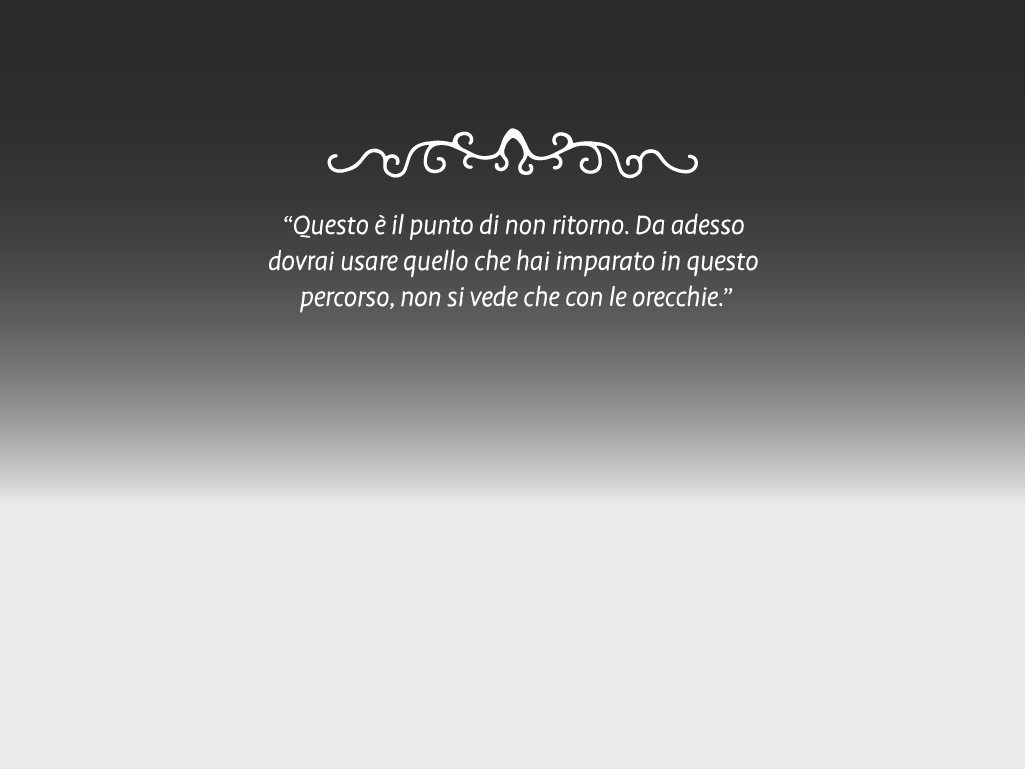 “Questo è il punto di non ritorno. Da adesso
dovrai usare quello che hai imparato in questo
percorso, non si vede che con le orecchie.”